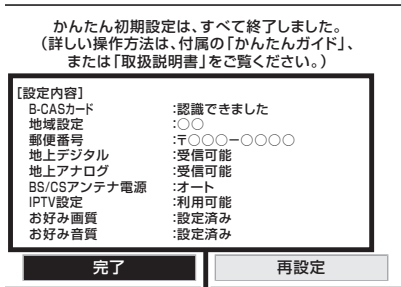 かんたん初期設定は、すべて終了しました。
（詳しい操作方法は、付属の「かんたんガイド」、
または「取扱説明書」をご覧ください。）
［設定内容］
B-CASカード :認識できました
地域設定 :○○
郵便番号 :〒○○○ー○○○○
地上デジタル :受信可能
地上アナログ :受信可能
BS/CSアンテナ電源 :オート
IPTV設定 :利用可能
お好み画質 :設定済み
お好み音質 :設定済み
完了 再設定